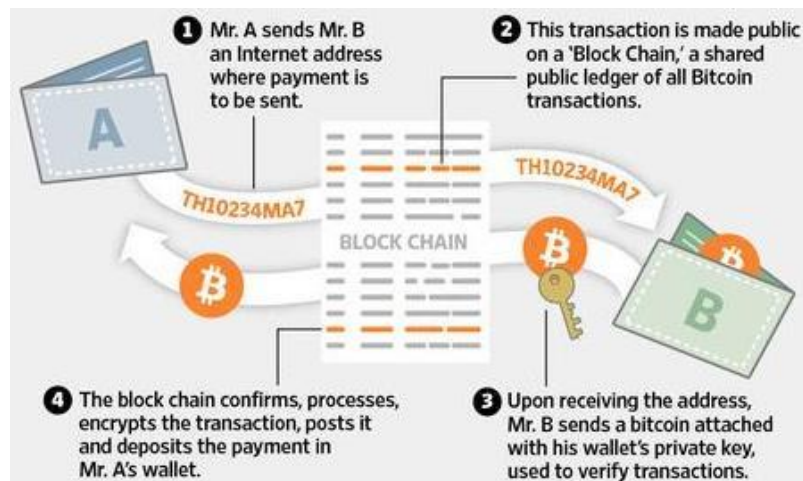 1 Mr. A sends Mr. B
an Internet address
where payment is
to be sent.
2 This transaction is made public
on a ‘Block Chain,’ a shared
public ledger of all Bitcoin
transactions.
A
TH10234MA7
TH10234MA7
BLOCK CHAIN
B
4 The block chain confirms, processes,
encrypts the transaction, posts it
and deposits the payment in
Mr. A’s wallet.
3 Upon receiving the address,
Mr. B sends a bitcoin attached
with his wallet’s private key,
used to verify transactions.